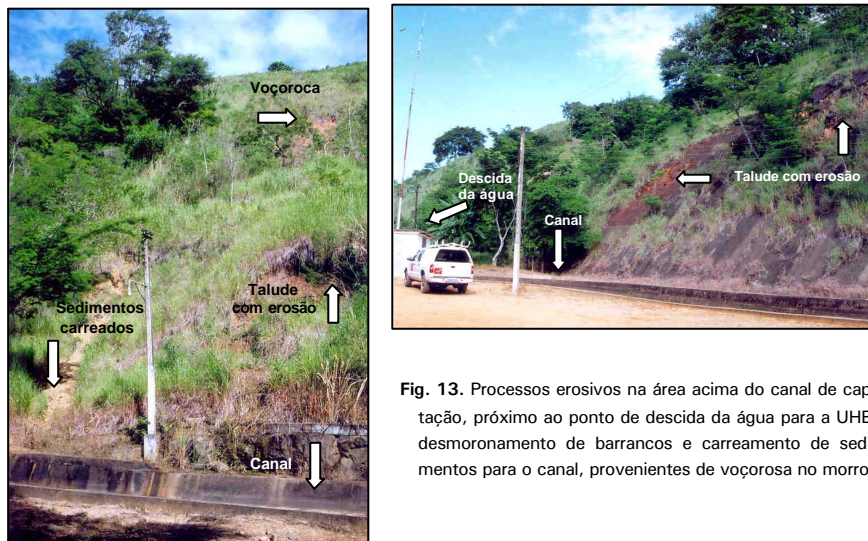 Voçoroca
Sedimentos
carreados
Talude
com erosão
Canal
Descida
da água
Canal
Talude com erosão
Fig. 13. Processos erosivos na área acima do canal de cap
tação, próximo ao ponto de descida da água para a UHE
desmoronamento de barrancos e carreamento de sed
mentos para o canal, provenientes de voçorosa no morro